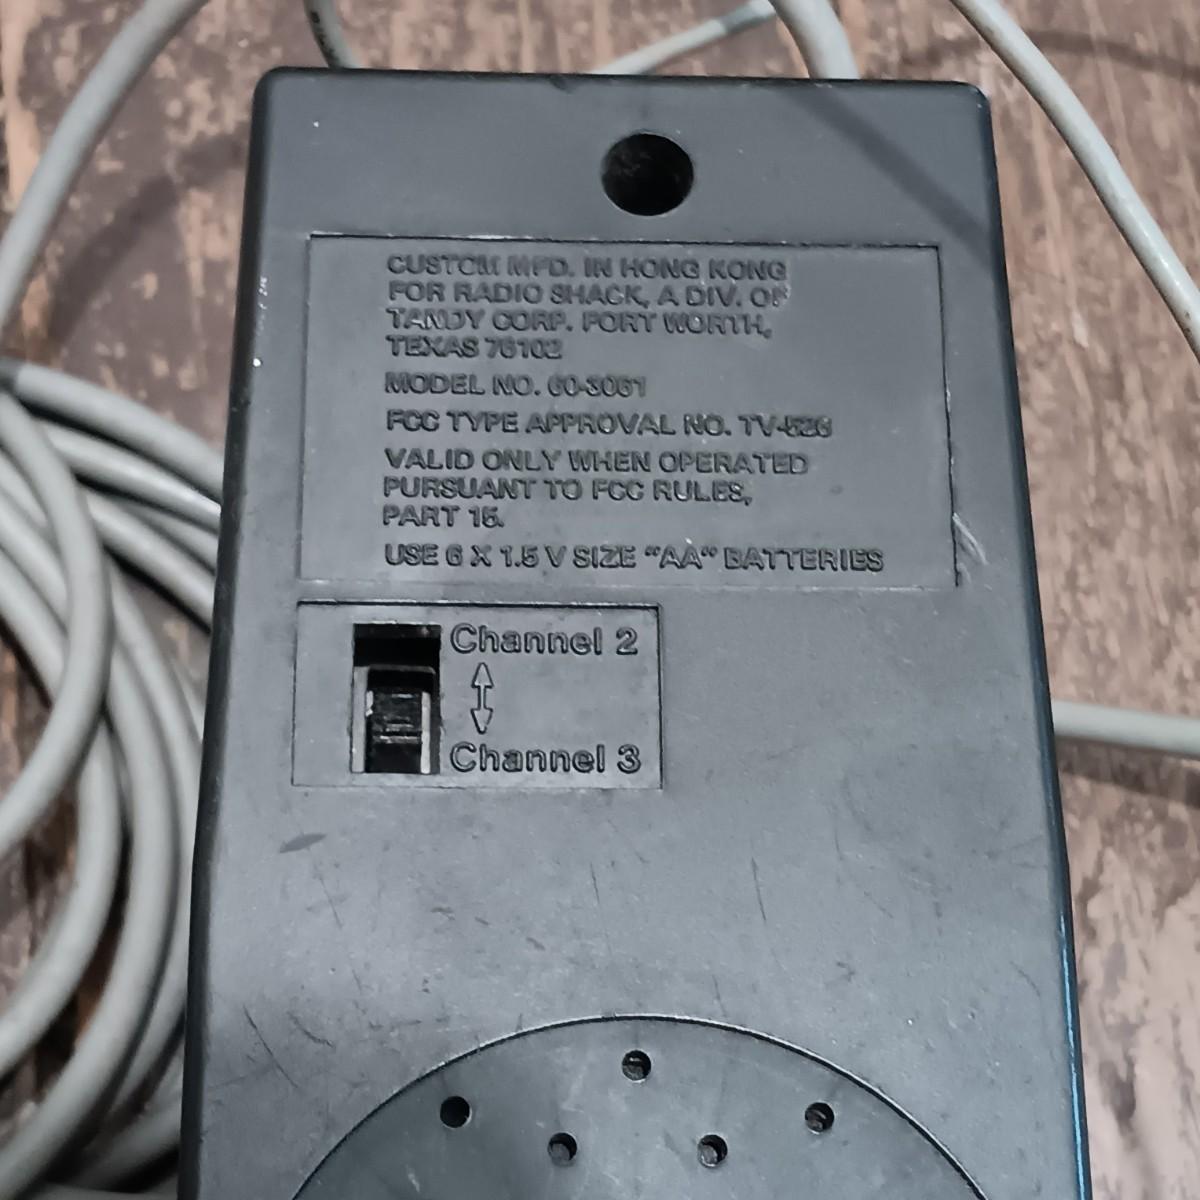 CUSTOM MFD. IN HONG KONG
FOR RADIO SHACK, A DIV. OF
TANDY CORP. FORT WORTH,
TEXAS 76102
MODEL NO. 60-3061
FCC TYPE APPROVAL NO. TV-526
VALID ONLY WHEN OPERATED
PURSUANT TO FCC RULES,
PART 15.
USE 6 X 1.5 V SIZE "AA" BATTERIES
Channel 2
Channel 3